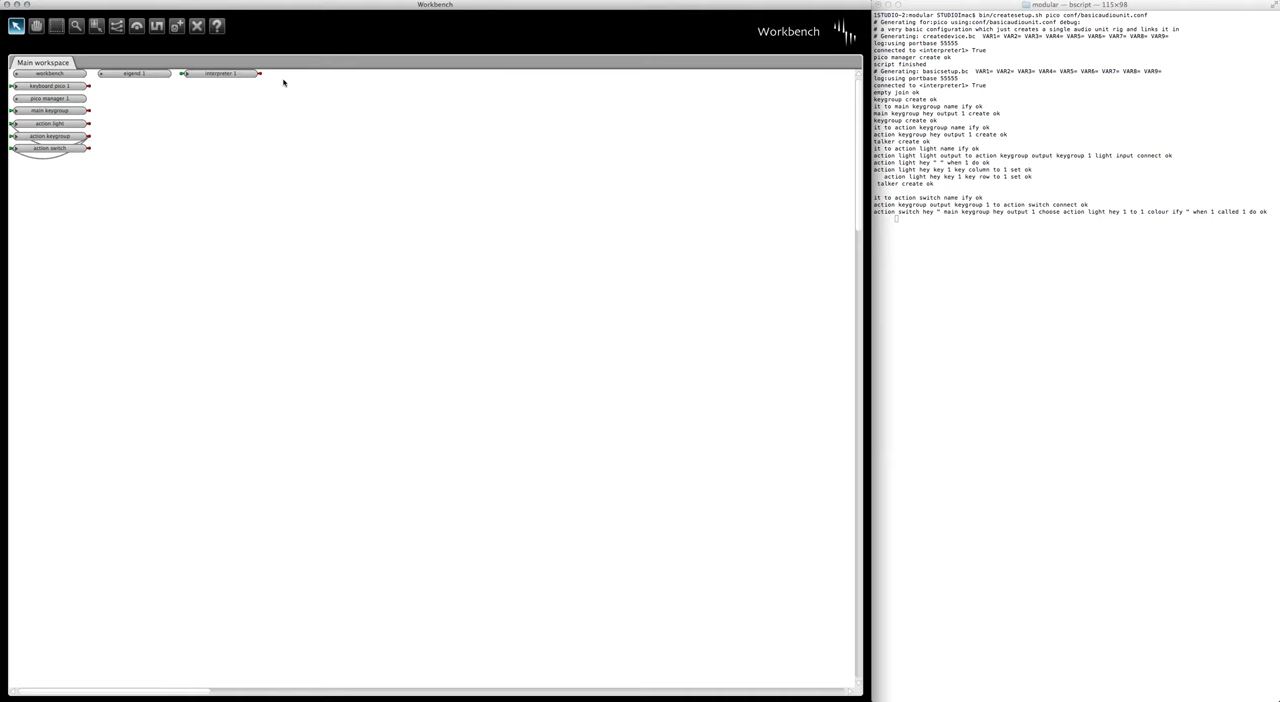 Workbench
Workbench
Main workspace
workbench
eigend 1
interpreter 1
keyboard pico 1
pico manager 1
main keygroup
action light
action keygroup
action switch
modular — bscript — 115×98
1STUDIO-2:modular STUDIOImac$ bin/createsetup.sh pico conf/basicaudiounit.conf
# Generating for:pico using:conf/basicaudiounit.conf debug:
# a very basic configuration which just creates a single audio unit rig and links it in
# Generating: createdevice.bc  VAR1= VAR2= VAR3= VAR4= VAR5= VAR6= VAR7= VAR8= VAR9=
log:using portbase 55555
connected to <interpreter1> True
pico manager create ok
script finished
# Generating: basicsetup.bc  VAR1= VAR2= VAR3= VAR4= VAR5= VAR6= VAR7= VAR8= VAR9=
log:using portbase 55555
connected to <interpreter1> True
empty join ok
keygroup create ok
it to main keygroup name ify ok
main keygroup hey output 1 create ok
keygroup create ok
it to action keygroup name ify ok
action keygroup hey output 1 create ok
talker create ok
it to action light name ify ok
action light light output to action keygroup output keygroup 1 light input connect ok
action light hey " " when 1 do ok
action light hey key 1 key column to 1 set ok
action light hey key 1 key row to 1 set ok
talker create ok
it to action switch name ify ok
action keygroup output keygroup 1 to action switch connect ok
action switch hey " main keygroup hey output 1 choose action light hey 1 to 1 colour ify " when 1 called 1 do ok